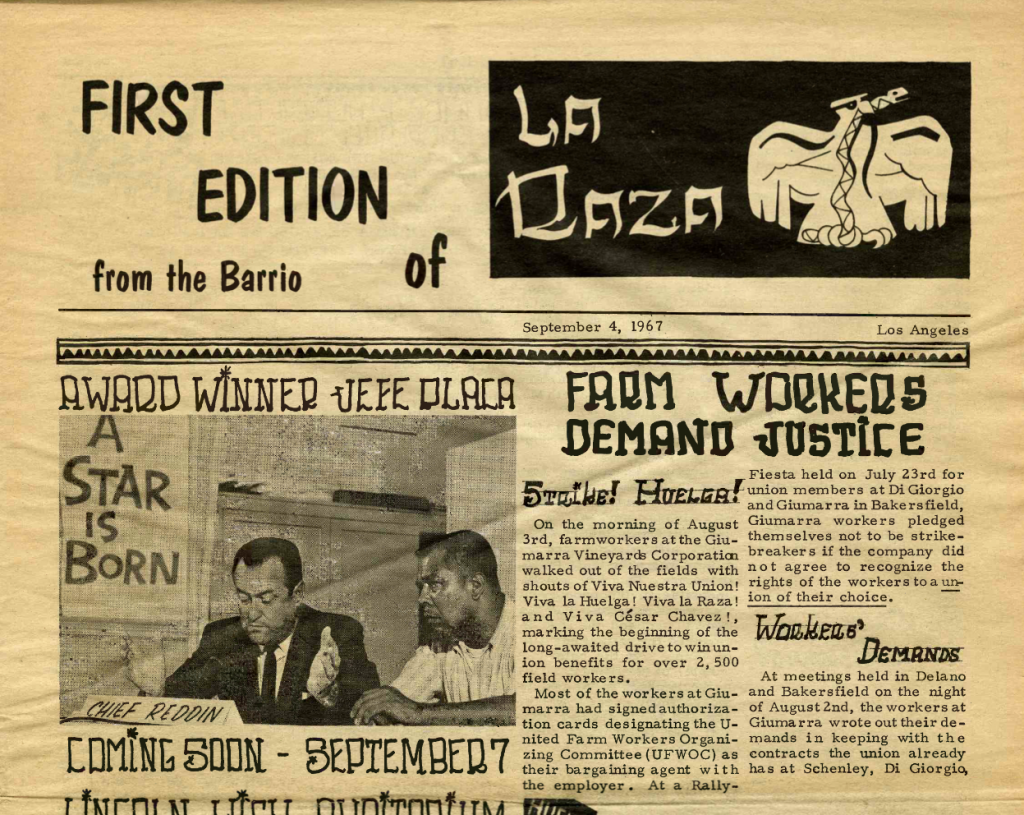 FIRST
EDITION
from the Barrio
of
LA
RAZA
September 4, 1967
Los Angeles
AWARD WINNER JEFE PLACA
A
STAR
IS
BORN
CHIEF REDDIN
COMING SOON - SEPTEMBER 7
LINCOLN HIGH AUDITORIUM
FARM WORKERS
DEMAND JUSTICE
Strike! Huelga!
On the morning of August
3rd, farmworkers at the Giu-
marra Vineyards Corporation
walked out of the fields with
shouts of Viva Nuestra Union!
Viva la Huelga! Viva la Raza!
and Viva César Chavez!,
marking the beginning of the
long-awaited drive to win un-
ion benefits for over 2,500
field workers.
Most of the workers at Giu-
marra had signed authoriza-
tion cards designating the U-
nited Farm Workers Organi-
zing Committee (UFWOC) as
their bargaining agent with
the employer. At a Rally-
Fiesta held on July 23rd for
union members at Di Giorgio
and Giumarra in Bakersfield,
Giumarra workers pledged
themselves not to be strike-
breakers if the company did
not agree to recognize the
rights of the workers to a un-
ion of their choice.
Workers'
Demands
At meetings held in Delano
and Bakersfield on the night
of August 2nd, the workers at
Giumarra wrote out their de-
mands in keeping with the
contracts the union already
has at Schenley, Di Giorgio,